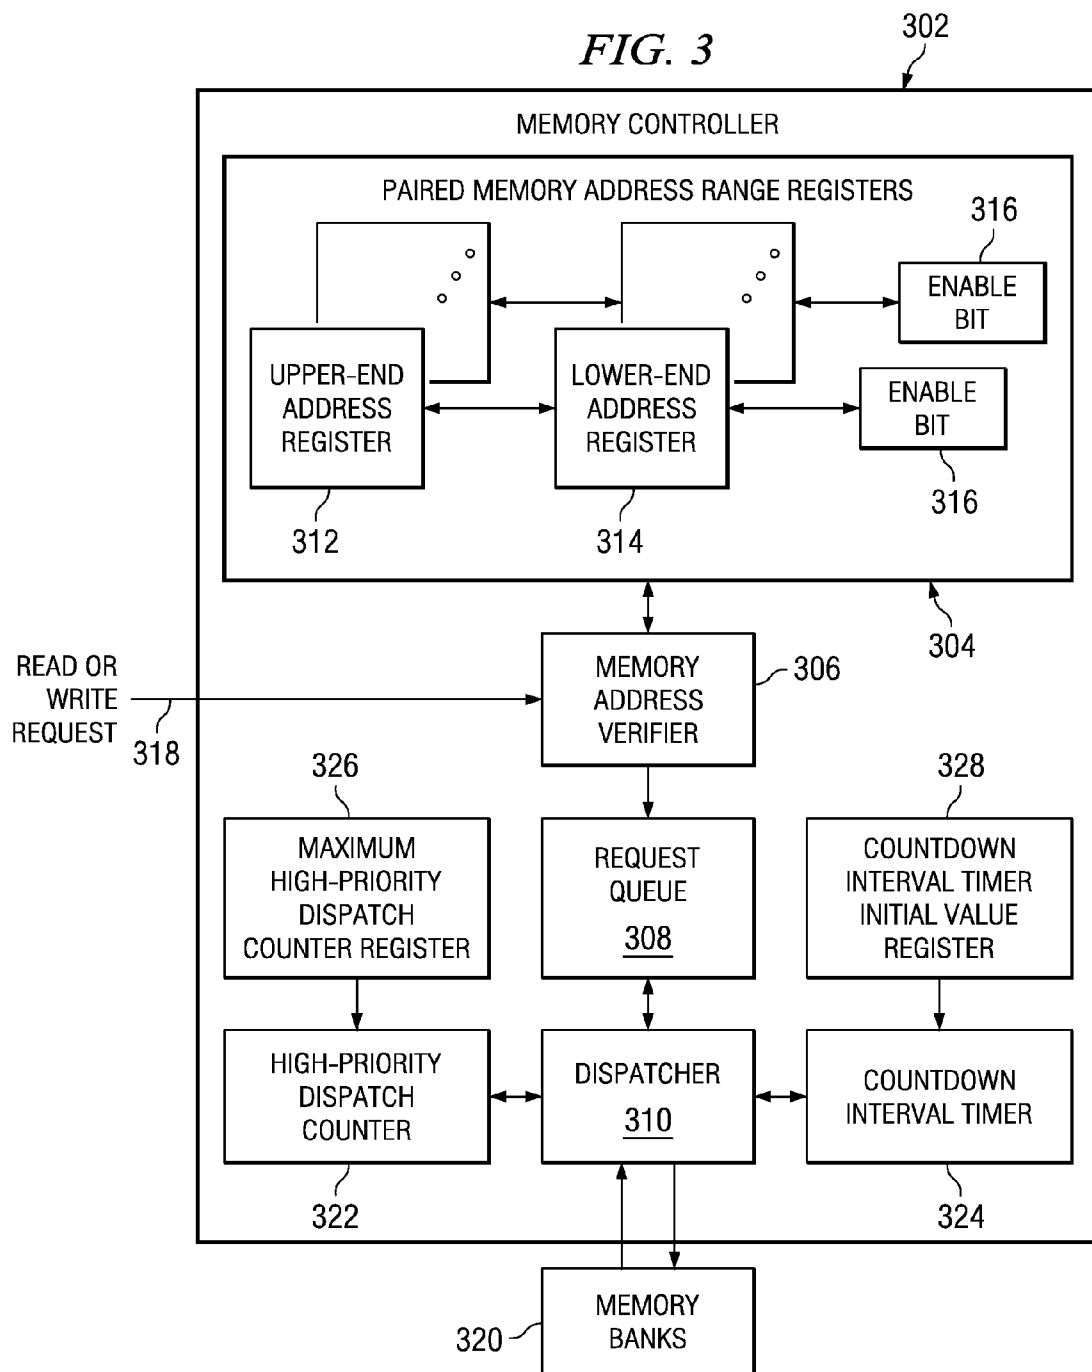 FIG. 3
302
MEMORY CONTROLLER
PAIRED MEMORY ADDRESS RANGE REGISTERS
316
ENABLE
BIT
UPPER-END
ADDRESS
REGISTER
LOWER-END
ADDRESS
REGISTER
ENABLE
BIT
312
314
316
304
READ OR
WRITE
REQUEST
318
MEMORY
ADDRESS
VERIFIER
306
326
328
MAXIMUM
HIGH-PRIORITY
DISPATCH
COUNTER REGISTER
REQUEST
QUEUE
308
COUNTDOWN
INTERVAL TIMER
INITIAL VALUE
REGISTER
HIGH-PRIORITY
DISPATCH
COUNTER
DISPATCHER
310
COUNTDOWN
INTERVAL TIMER
322
324
320
MEMORY
BANKS